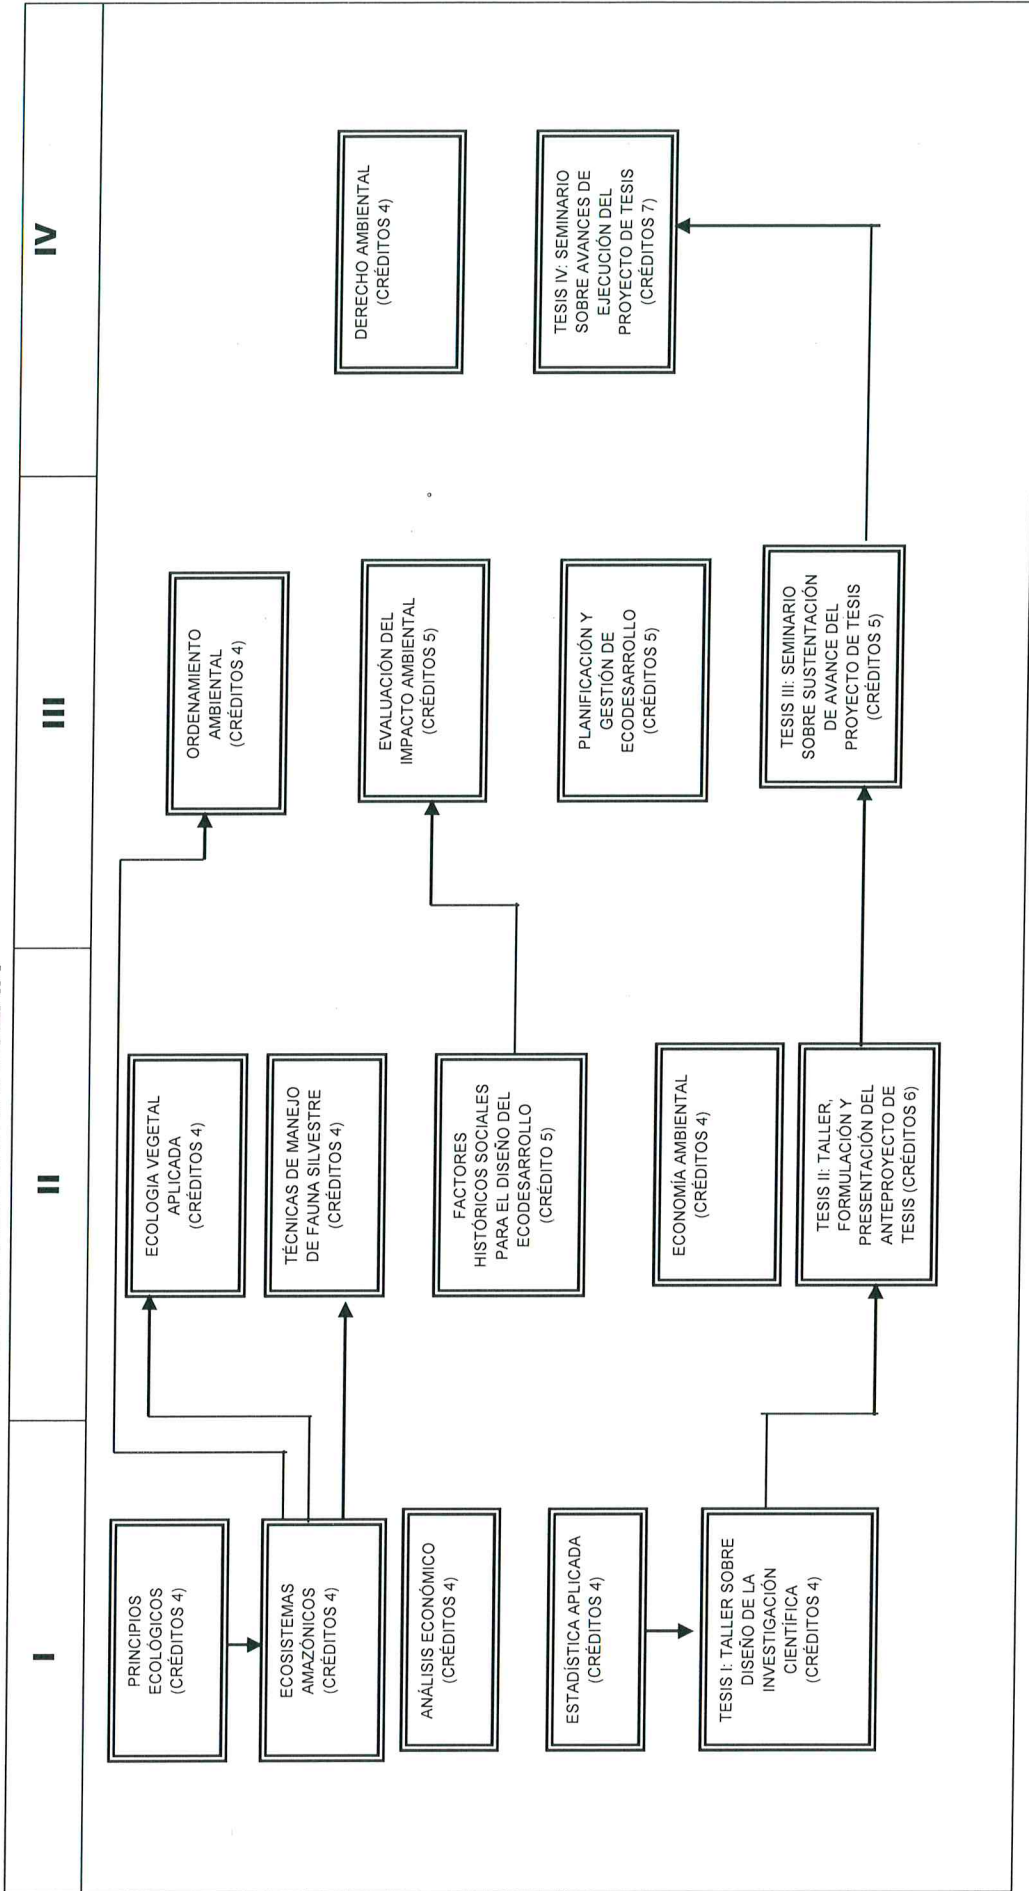 I
II
III
IV
PRINCIPIOS
ECOLÓGICOS
(CRÉDITOS 4)
ECOSISTEMAS
AMAZÓNICOS
(CRÉDITOS 4)
ANÁLISIS ECONÓMICO
(CRÉDITOS 4)
ESTADÍSTICA APLICADA
(CRÉDITOS 4)
TESIS I: TALLER SOBRE
DISEÑO DE LA
INVESTIGACIÓN
CIENTÍFICA
(CRÉDITOS 4)
ECOLOGIA VEGETAL
APLICADA
(CRÉDITOS 4)
TÉCNICAS DE MANEJO
DE FAUNA SILVESTRE
(CRÉDITOS 4)
FACTORES
HISTÓRICOS SOCIALES
PARA EL DISEÑO DEL
ECODESARROLLO
(CRÉDITO 5)
ECONOMÍA AMBIENTAL
(CRÉDITOS 4)
TESIS II: TALLER,
FORMULACIÓN Y
PRESENTACIÓN DEL
ANTEPROYECTO DE
TESIS (CRÉDITOS 6)
ORDENAMIENTO
AMBIENTAL
(CRÉDITOS 4)
EVALUACIÓN DEL
IMPACTO AMBIENTAL
(CRÉDITOS 5)
PLANIFICACIÓN Y
GESTIÓN DE
ECODESARROLLO
(CRÉDITOS 5)
TESIS III: SEMINARIO
SOBRE SUSTENTACIÓN
DE AVANCE DEL
PROYECTO DE TESIS
(CRÉDITOS 5)
DERECHO AMBIENTAL
(CRÉDITOS 4)
TESIS IV: SEMINARIO
SOBRE AVANCES DE
EJECUCIÓN DEL
PROYECTO DE TESIS
(CRÉDITOS 7)